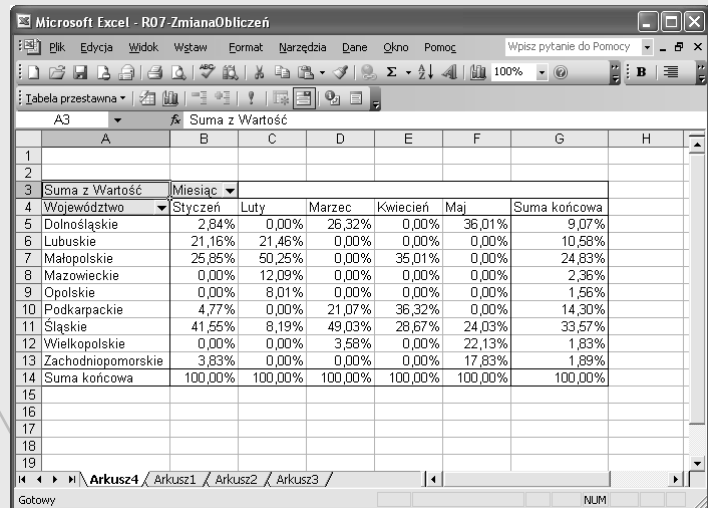 Microsoft Excel - R07-ZmianaObliczeń
Plik Edycja Widok Wstaw Format Narzędzia Dane Okno Pomoc Wpisz pytanie do Pomocy
100% B
Tabela przestawna
A3 fx Suma z Wartość
A B C D E F G H
1
2
3 Suma z Wartość Miesiąc
4 Województwo Styczeń Luty Marzec Kwiecień Maj Suma końcowa
5 Dolnośląskie 2,84% 0,00% 26,32% 0,00% 36,01% 9,07%
6 Lubuskie 21,16% 21,46% 0,00% 0,00% 0,00% 10,58%
7 Małopolskie 25,85% 50,25% 0,00% 35,01% 0,00% 24,83%
8 Mazowieckie 0,00% 12,09% 0,00% 0,00% 0,00% 2,36%
9 Opolskie 0,00% 8,01% 0,00% 0,00% 0,00% 1,56%
10 Podkarpackie 4,77% 0,00% 21,07% 36,32% 0,00% 14,30%
11 Śląskie 41,55% 8,19% 49,03% 28,67% 24,03% 33,57%
12 Wielkopolskie 0,00% 0,00% 3,58% 0,00% 22,13% 1,83%
13 Zachodniopomorskie 3,83% 0,00% 0,00% 0,00% 17,83% 1,89%
14 Suma końcowa 100,00% 100,00% 100,00% 100,00% 100,00% 100,00%
15
16
17
18
19
Arkusz4 Arkusz1 Arkusz2 Arkusz3
Gotowy NUM